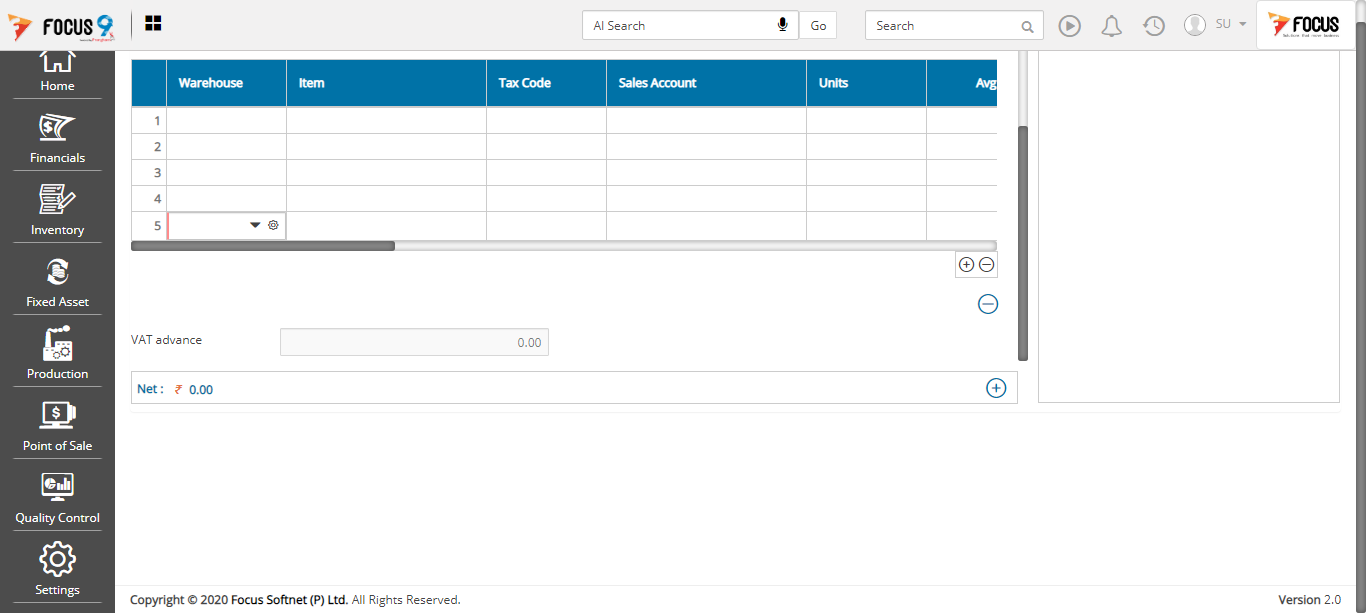 FOCUS 9
AI Search
Go
Search
SU
FOCUS
Home
Financials
Inventory
Fixed Asset
Production
Point of Sale
Quality Control
Settings
Warehouse Item Tax Code Sales Account Units Avg
1
2
3
4
5
VAT advance 0.00
Net : ₹ 0.00
Copyright © 2020 Focus Softnet (P) Ltd. All Rights Reserved.
Version 2.0